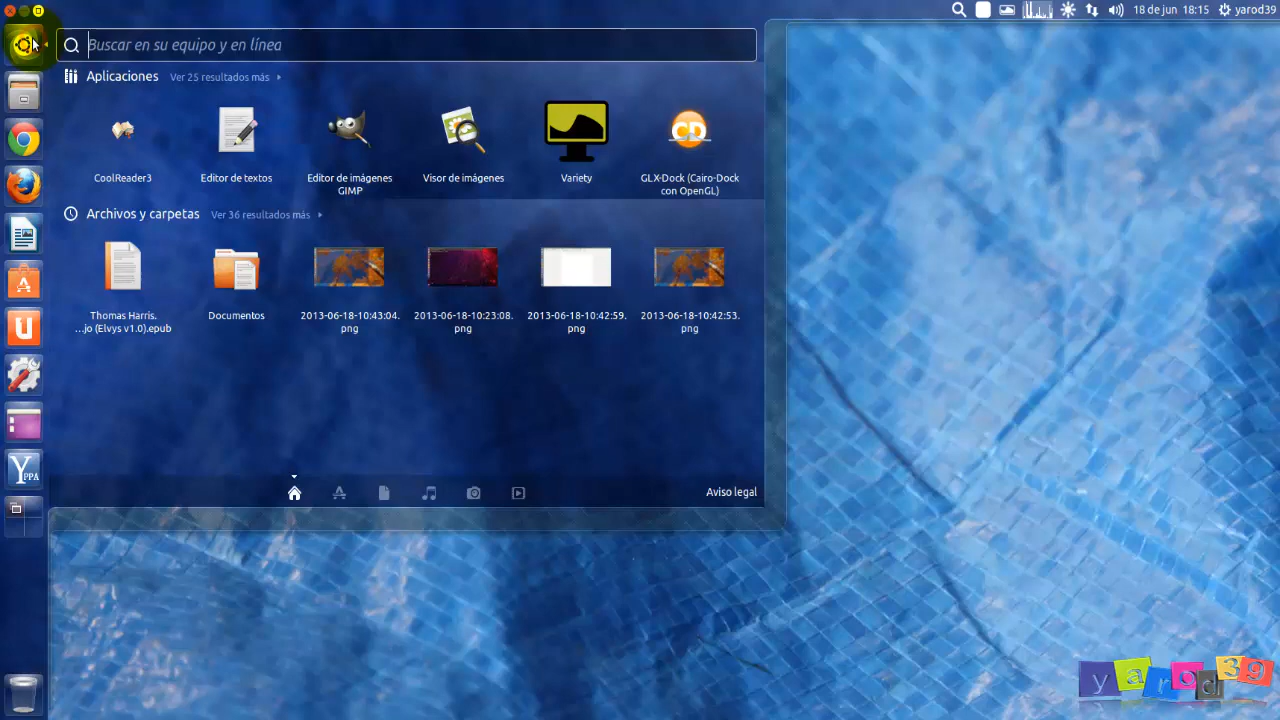 18 de jun 18:15 yarod39
Buscar en su equipo y en línea
Aplicaciones Ver 25 resultados más
CoolReader3
Editor de textos
Editor de imágenes
GIMP
Visor de imágenes
Variety
CD
GLX-Dock (Cairo-Dock
con OpenGL)
Archivos y carpetas Ver 36 resultados más
Thomas Harris.
...jo (Elvys v1.0).epub
Documentos
2013-06-18-10:43:04.
png
2013-06-18-10:23:08.
png
2013-06-18-10:42:59.
png
2013-06-18-10:42:53.
png
U
Y PPA
Aviso legal
yarod39